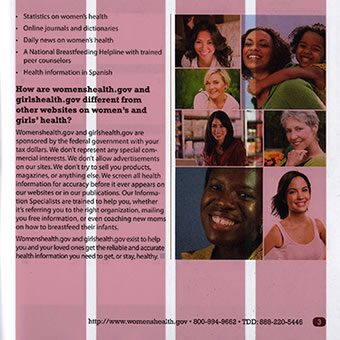 • Statistics on women's health
• Online journals and dictionaries
• Daily news on women's health
• A National Breastfeeding Helpline with trained
peer counselors
• Health information in Spanish
How are womenshealth.gov and
girlshealth.gov different from
other websites on women's and
girls' health?
Womenshealth.gov and girlshealth.gov are
sponsored by the federal government with your
tax dollars. We don't represent any special com-
mercial interests. We don't allow advertisements
on our sites. We don't try to sell you products,
magazines, or anything else. We screen all health
information for accuracy before it ever appears on
our websites or in our publications. Our Informa-
tion Specialists are trained to help you, whether
it's referring you to the right organization, mailing
you free information, or even coaching new moms
on how to breastfeed their infants.
Womenshealth.gov and girlshealth.gov exist to help
you and your loved ones get the reliable and accurate
health information you need to get, or stay, healthy.
http://www.womenshealth.gov • 800-994-9662 • TDD: 888-220-5446 3